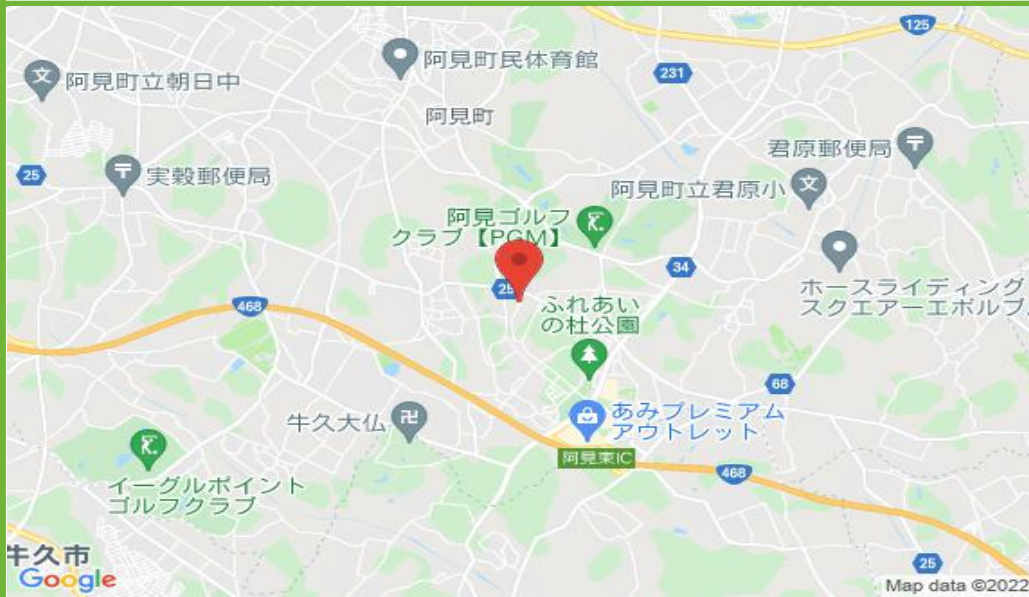 125
阿見町民体育館
阿見町立朝日中
231
阿見町
君原郵便局
25
実穀郵便局
阿見町立君原小
阿見ゴルフ
クラブ【PGM】
34
ホースライディング
スクエアーエボルブ
25
468
ふれあい
の杜公園
68
牛久大仏
卍
あみプレミアム
アウトレット
阿見東IC
468
イーグルポイント
ゴルフクラブ
牛久市
25
Google
Map data ©2022